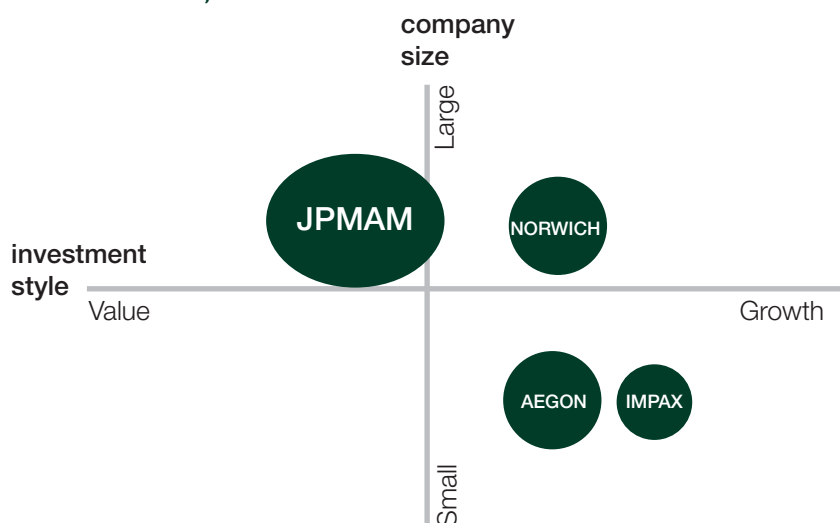 company
size
Large
JPMAM
NORWICH
investment
style
Value
Growth
AEGON
IMPAX
Small